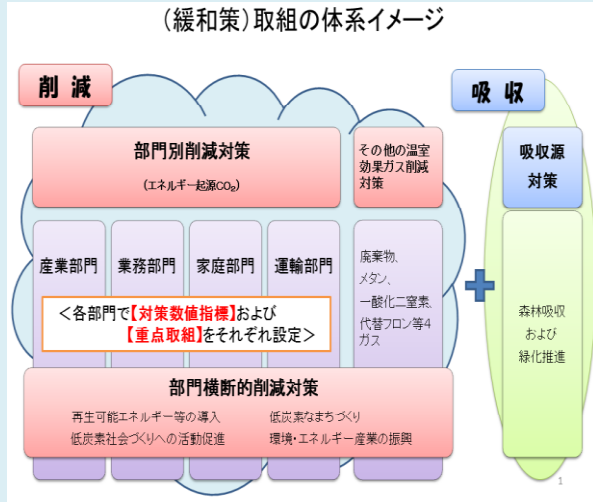 (緩和策)取組の体系イメージ
削 減
吸 収
部門別削減対策
(エネルギー起源CO₂)
その他の温室
効果ガス削減
対策
吸収源
対策
産業部門
業務部門
家庭部門
運輸部門
廃棄物、
メタン、
一酸化二窒素、
代替フロン等4
ガス
<各部門で【対策数値指標】および
【重点取組】をそれぞれ設定>
森林吸収
および
緑化推進
部門横断的削減対策
再生可能エネルギー等の導入
低炭素なまちづくり
低炭素社会づくりへの活動促進
環境・エネルギー産業の振興
1